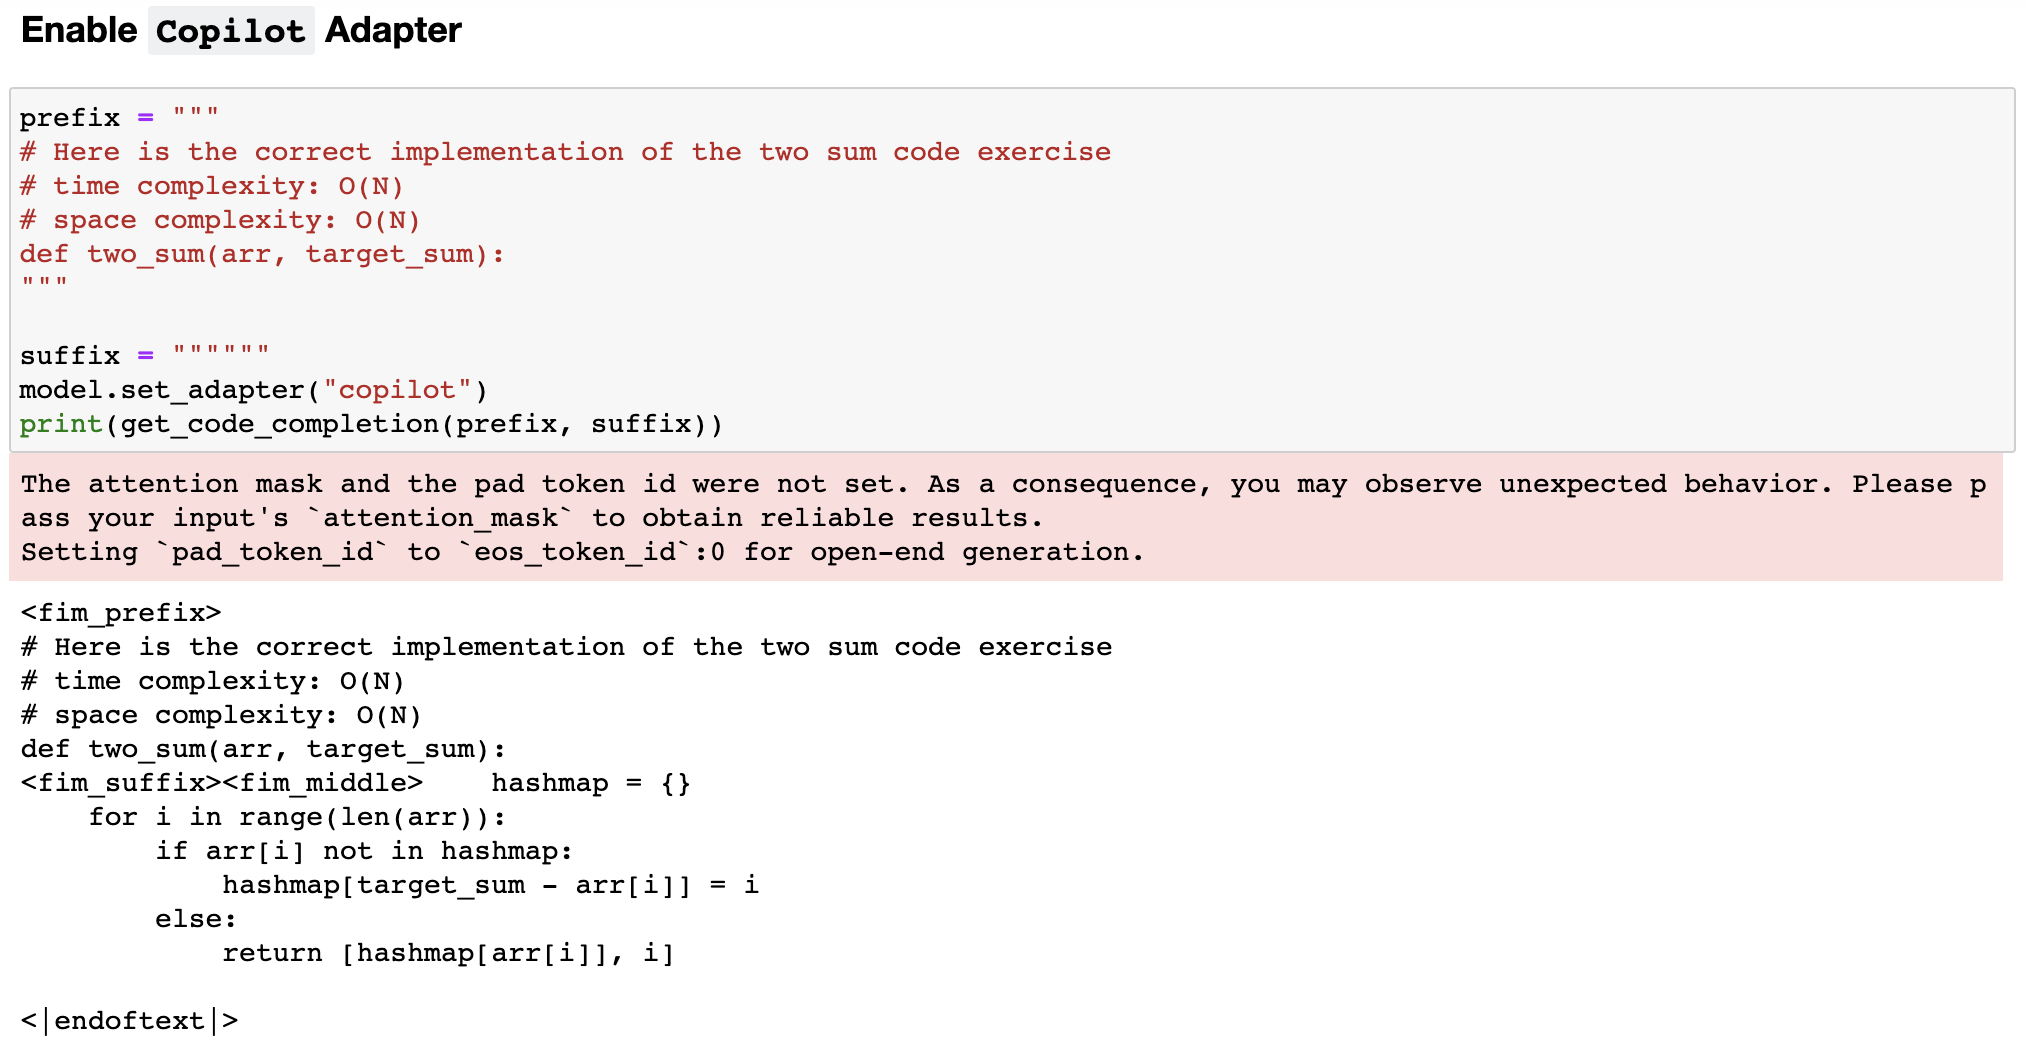 Enable Copilot Adapter
prefix = """
# Here is the correct implementation of the two sum code exercise
# time complexity: O(N)
# space complexity: O(N)
def two_sum(arr, target_sum):
"""
suffix = """"""
model.set_adapter("copilot")
print(get_code_completion(prefix, suffix))
The attention mask and the pad token id were not set. As a consequence, you may observe unexpected behavior. Please p
ass your input's `attention_mask` to obtain reliable results.
Setting `pad_token_id` to `eos_token_id`:0 for open-end generation.
<fim_prefix>
# Here is the correct implementation of the two sum code exercise
# time complexity: O(N)
# space complexity: O(N)
def two_sum(arr, target_sum):
<fim_suffix><fim_middle>    hashmap = {}
    for i in range(len(arr)):
        if arr[i] not in hashmap:
            hashmap[target_sum - arr[i]] = i
        else:
            return [hashmap[arr[i]], i]
<|endoftext|>